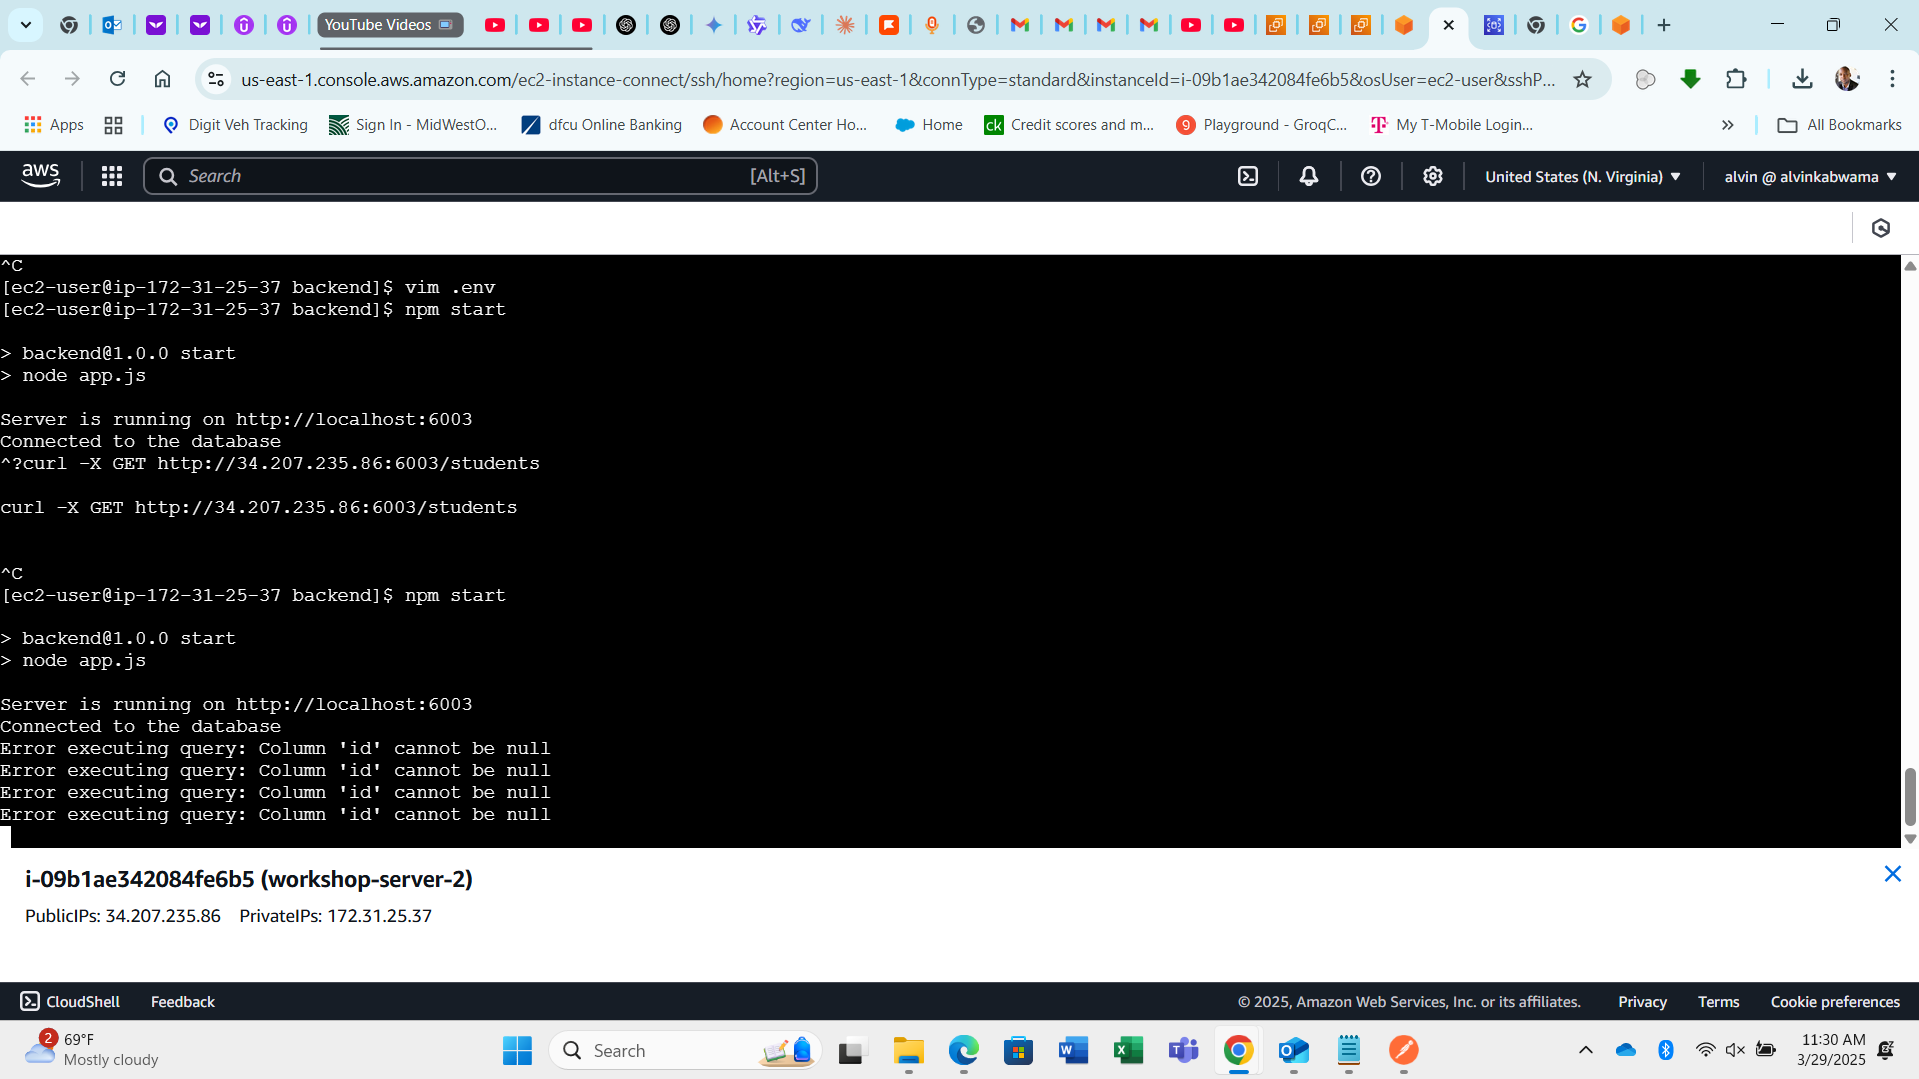 YouTube Videos
us-east-1.console.aws.amazon.com/ec2-instance-connect/ssh/home?region=us-east-1&connType=standard&instanceId=i-09b1ae342084fe6b5&osUser=ec2-user&sshP...
Apps
Digit Veh Tracking
Sign In - MidWestO...
dfcu Online Banking
Account Center Ho...
Home
ck Credit scores and m...
9 Playground - GroqC...
My T-Mobile Login...
All Bookmarks
aws
Search
[Alt+S]
United States (N. Virginia)
alvin @ alvinkabwama
^C
[ec2-user@ip-172-31-25-37 backend]$ vim .env
[ec2-user@ip-172-31-25-37 backend]$ npm start
> backend@1.0.0 start
> node app.js
Server is running on http://localhost:6003
Connected to the database
^?curl -X GET http://34.207.235.86:6003/students
curl -X GET http://34.207.235.86:6003/students
^C
[ec2-user@ip-172-31-25-37 backend]$ npm start
> backend@1.0.0 start
> node app.js
Server is running on http://localhost:6003
Connected to the database
Error executing query: Column 'id' cannot be null
Error executing query: Column 'id' cannot be null
Error executing query: Column 'id' cannot be null
Error executing query: Column 'id' cannot be null
i-09b1ae342084fe6b5 (workshop-server-2)
PublicIPs: 34.207.235.86 PrivateIPs: 172.31.25.37
CloudShell
Feedback
© 2025, Amazon Web Services, Inc. or its affiliates.
Privacy
Terms
Cookie preferences
2
69°F
Mostly cloudy
Search
11:30 AM
3/29/2025